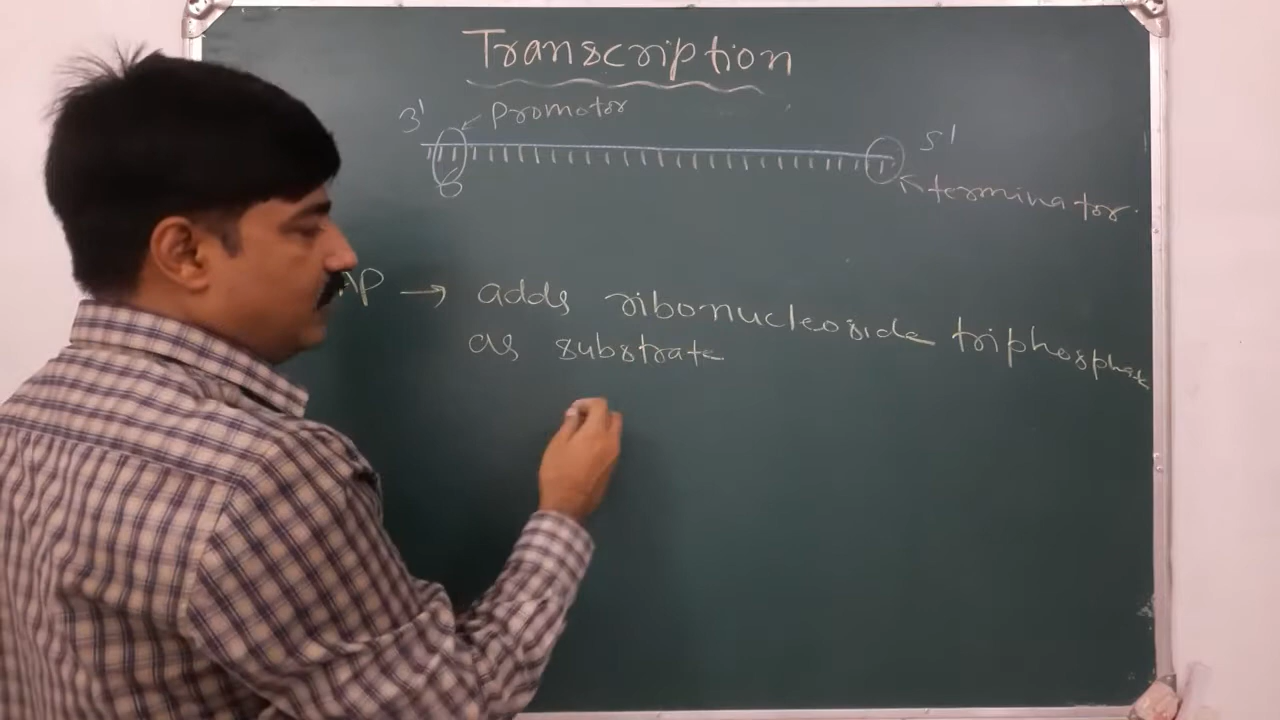 Transcription
3'
Promotor
5'
terminator
→ adds ribonucleoside triphosphate
as substrate